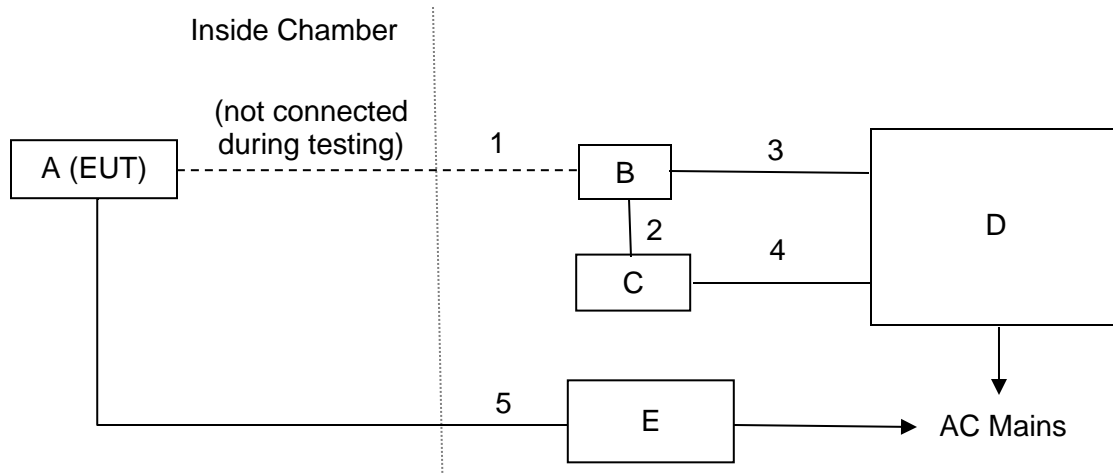 Inside Chamber
(not connected
during testing)
1
3
A (EUT)
B
D
2
4
C
5
E
AC Mains